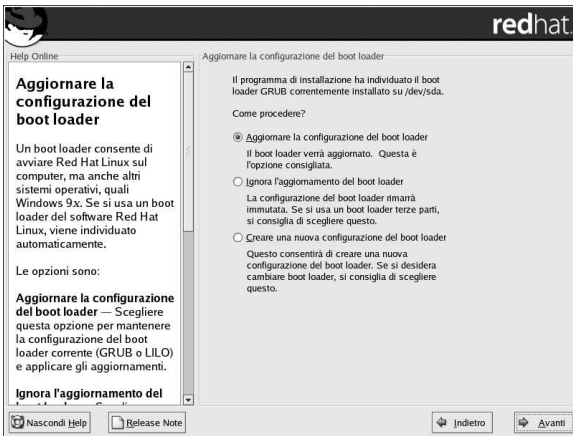 redhat.
Help Online
Aggiornare la
configurazione del
boot loader
Un boot loader consente di
avviare Red Hat Linux sul
computer, ma anche altri
sistemi operativi, quali
Windows 9x. Se si usa un boot
loader del software Red Hat
Linux, viene individuato
automaticamente.
Le opzioni sono:
Aggiornare la configurazione
del boot loader — Scegliere
questa opzione per mantenere
la configurazione del boot
loader corrente (GRUB o LILO)
e applicare gli aggiornamenti.
Ignora l'aggiornamento del
Aggiornare la configurazione del boot loader
Il programma di installazione ha individuato il boot
loader GRUB correntemente installato su /dev/sda.
Come procedere?
Aggiornare la configurazione del boot loader
Il boot loader verrà aggiornato. Questa è
l'opzione consigliata.
Ignora l'aggiornamento del boot loader
La configurazione del boot loader rimarrà
immutata. Se si usa un boot loader terze parti,
si consiglia di scegliere questo.
Creare una nuova configurazione del boot loader
Questo consentirà di creare una nuova
configurazione del boot loader. Se si desidera
cambiare boot loader, si consiglia di scegliere
questo.
Nascondi Help
Release Note
Indietro
Avanti